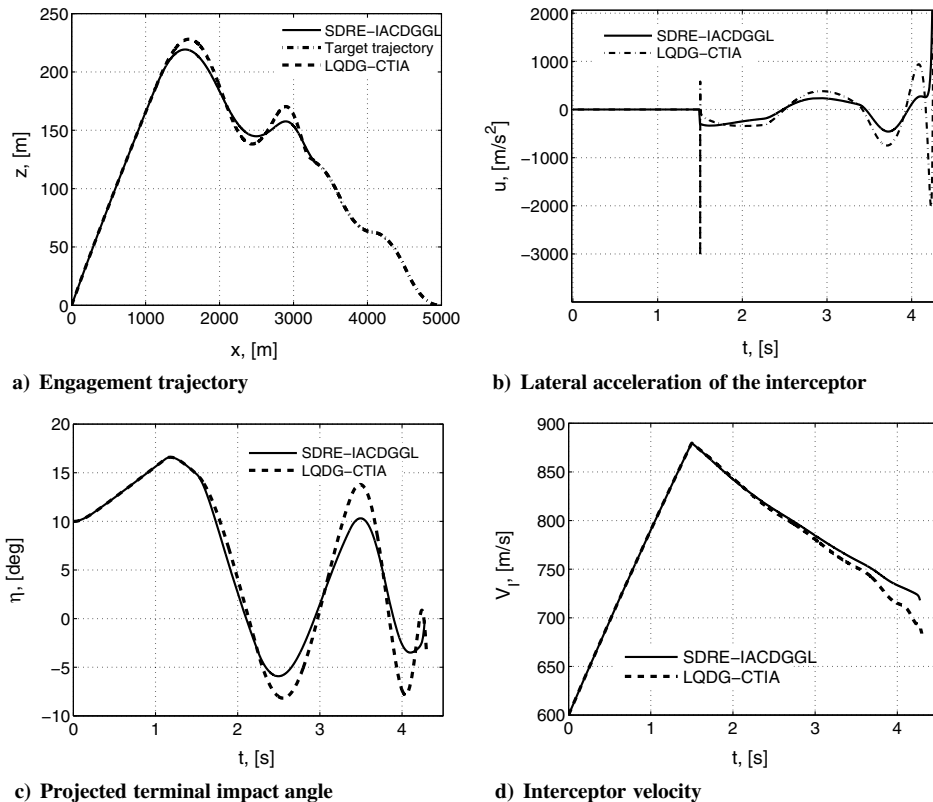 SDRE−IACDGGL
Target trajectory
LQDG−CTIA
250
200
150
100
50
0
z, [m]
0 1000 2000 3000 4000 5000
x, [m]
a) Engagement trajectory
SDRE−IACDGGL
LQDG−CTIA
2000
1000
0
−1000
−2000
−3000
u, [m/s²]
0 1 2 3 4
t, [s]
b) Lateral acceleration of the interceptor
SDRE−IACDGGL
LQDG−CTIA
20
15
10
5
0
−5
−10
η, [deg]
0 1 2 3 4
t, [s]
c) Projected terminal impact angle
900
850
800
750
700
650
600
V_I, [m/s]
SDRE−IACDGGL
LQDG−CTIA
0 1 2 3 4
t, [s]
d) Interceptor velocity